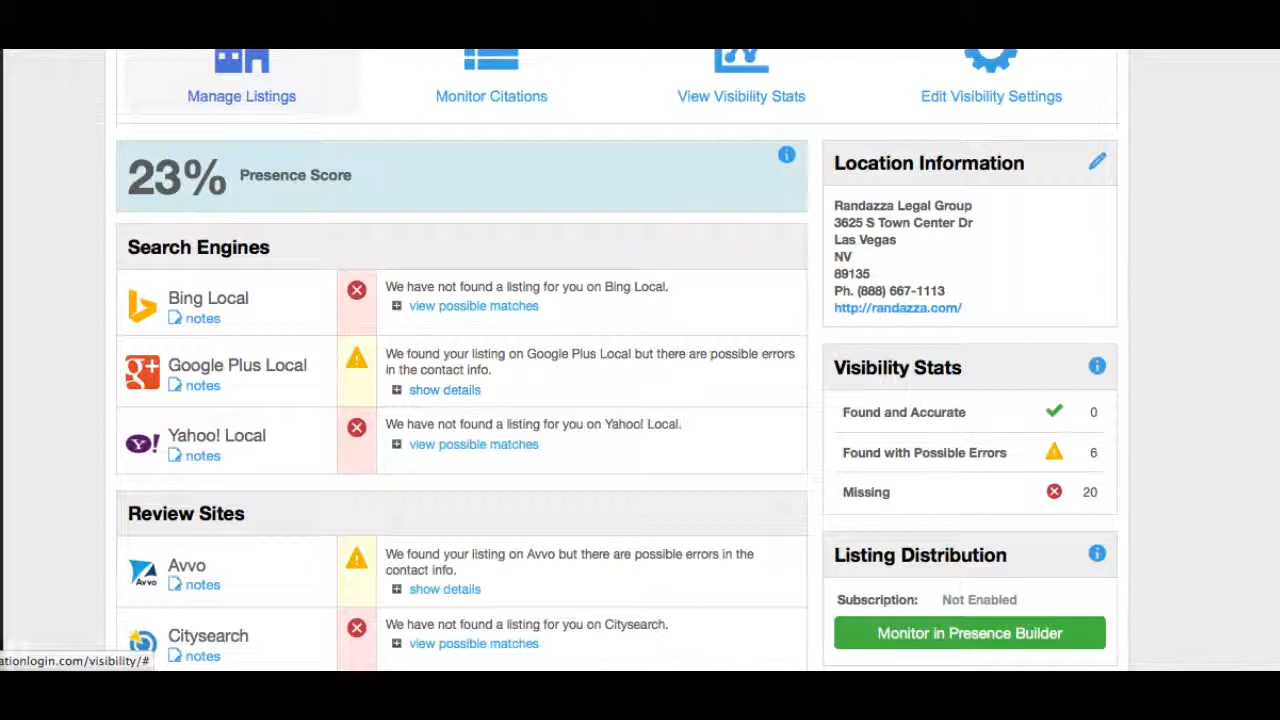 Manage Listings
Monitor Citations
View Visibility Stats
Edit Visibility Settings
23% Presence Score
Search Engines
Bing Local
notes
We have not found a listing for you on Bing Local.
view possible matches
Google Plus Local
notes
We found your listing on Google Plus Local but there are possible errors
in the contact info.
show details
Yahoo! Local
notes
We have not found a listing for you on Yahoo! Local.
view possible matches
Review Sites
Avvo
Avvo
notes
We found your listing on Avvo but there are possible errors in the
contact info.
show details
Citysearch
notes
We have not found a listing for you on Citysearch.
view possible matches
Location Information
Randazza Legal Group
3625 S Town Center Dr
Las Vegas
NV
89135
Ph. (888) 667-1113
http://randazza.com/
Visibility Stats
Found and Accurate 0
Found with Possible Errors 6
Missing 20
Listing Distribution
Subscription: Not Enabled
Monitor in Presence Builder
ationlogin.com/visibility/#